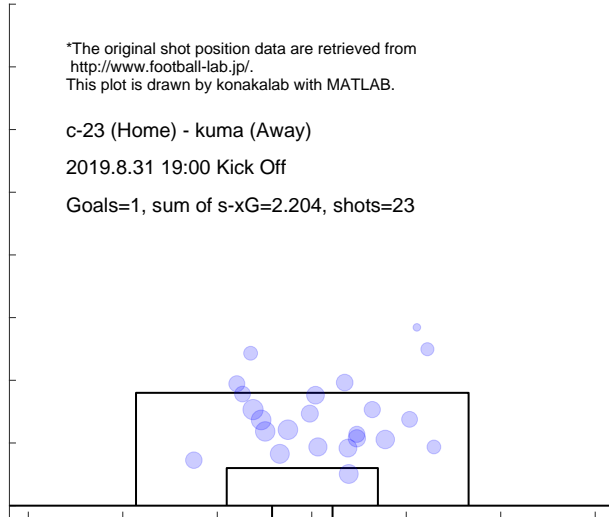 *The original shot position data are retrieved from
http://www.football-lab.jp/.
This plot is drawn by konakalab with MATLAB.
c-23 (Home) - kuma (Away)
2019.8.31 19:00 Kick Off
Goals=1, sum of s-xG=2.204, shots=23